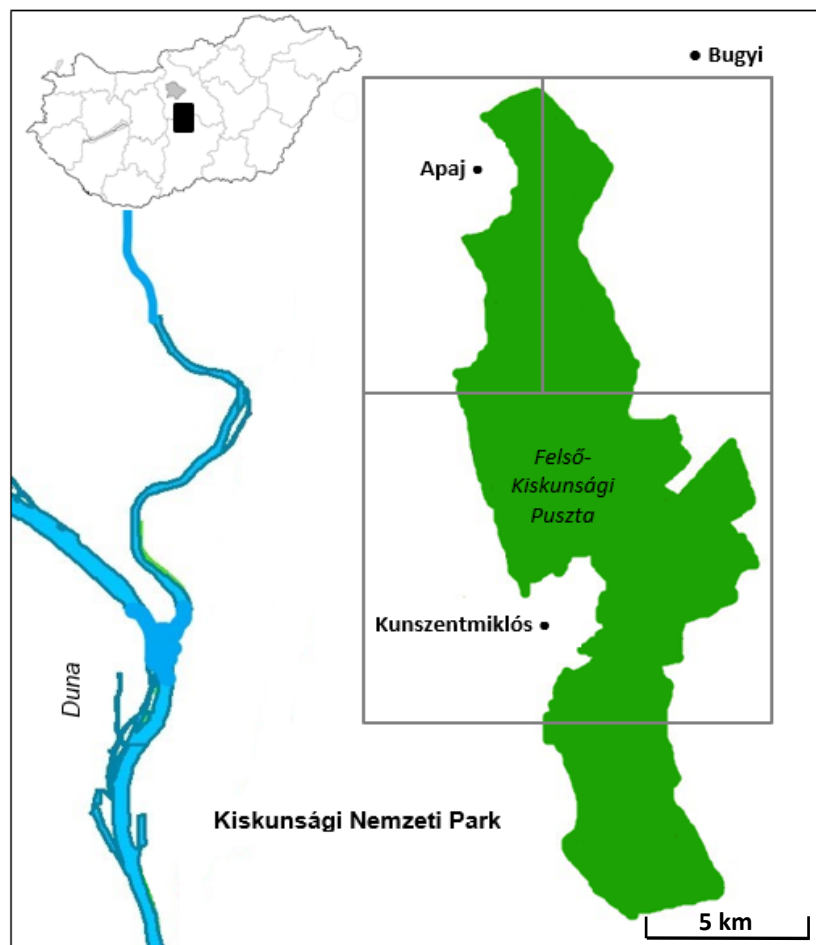 Bugyi
Apaj
Felső-
Kiskunsági
Puszta
Kunszentmiklós
Duna
Kiskunsági Nemzeti Park
5 km